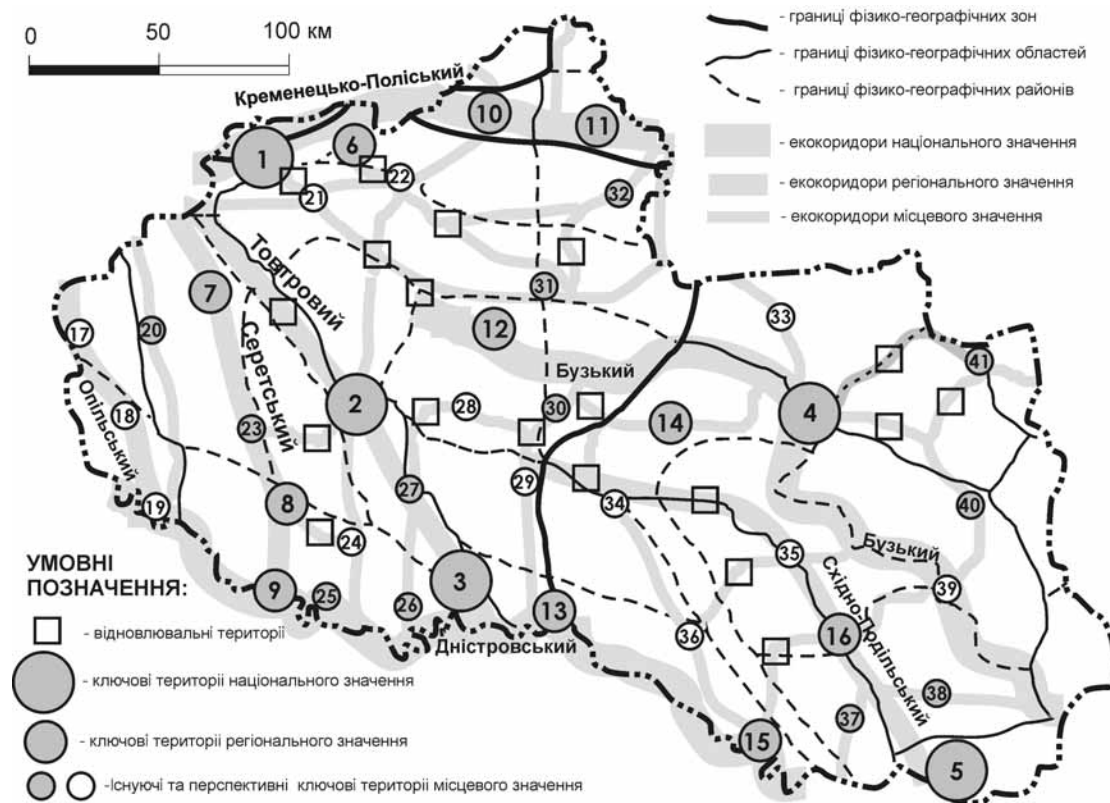 0 50 100 км
- границі фізико-географічних зон
- границі фізико-географічних областей
- границі фізико-географічних районів
- екокоридори національного значення
- екокоридори регіонального значення
- екокоридори місцевого значення
Кременецько-Поліський
10
11
1
6
22
21
32
Товтровий
7
31
33
12
17
20
Серетський
Бузький
41
Опільський
2
28
30
14
4
18
23
27
29
19
8
34
40
24
35
Бузький
УМОВНІ
ПОЗНАЧЕННЯ:
3
39
9
25
26
13
Східно-Подільський
36
16
Дністровський
- відновлювальні території
38
- ключові території національного значення
37
- ключові території регіонального значення
15
5
-Існуючі та перспективні ключові території місцевого значення